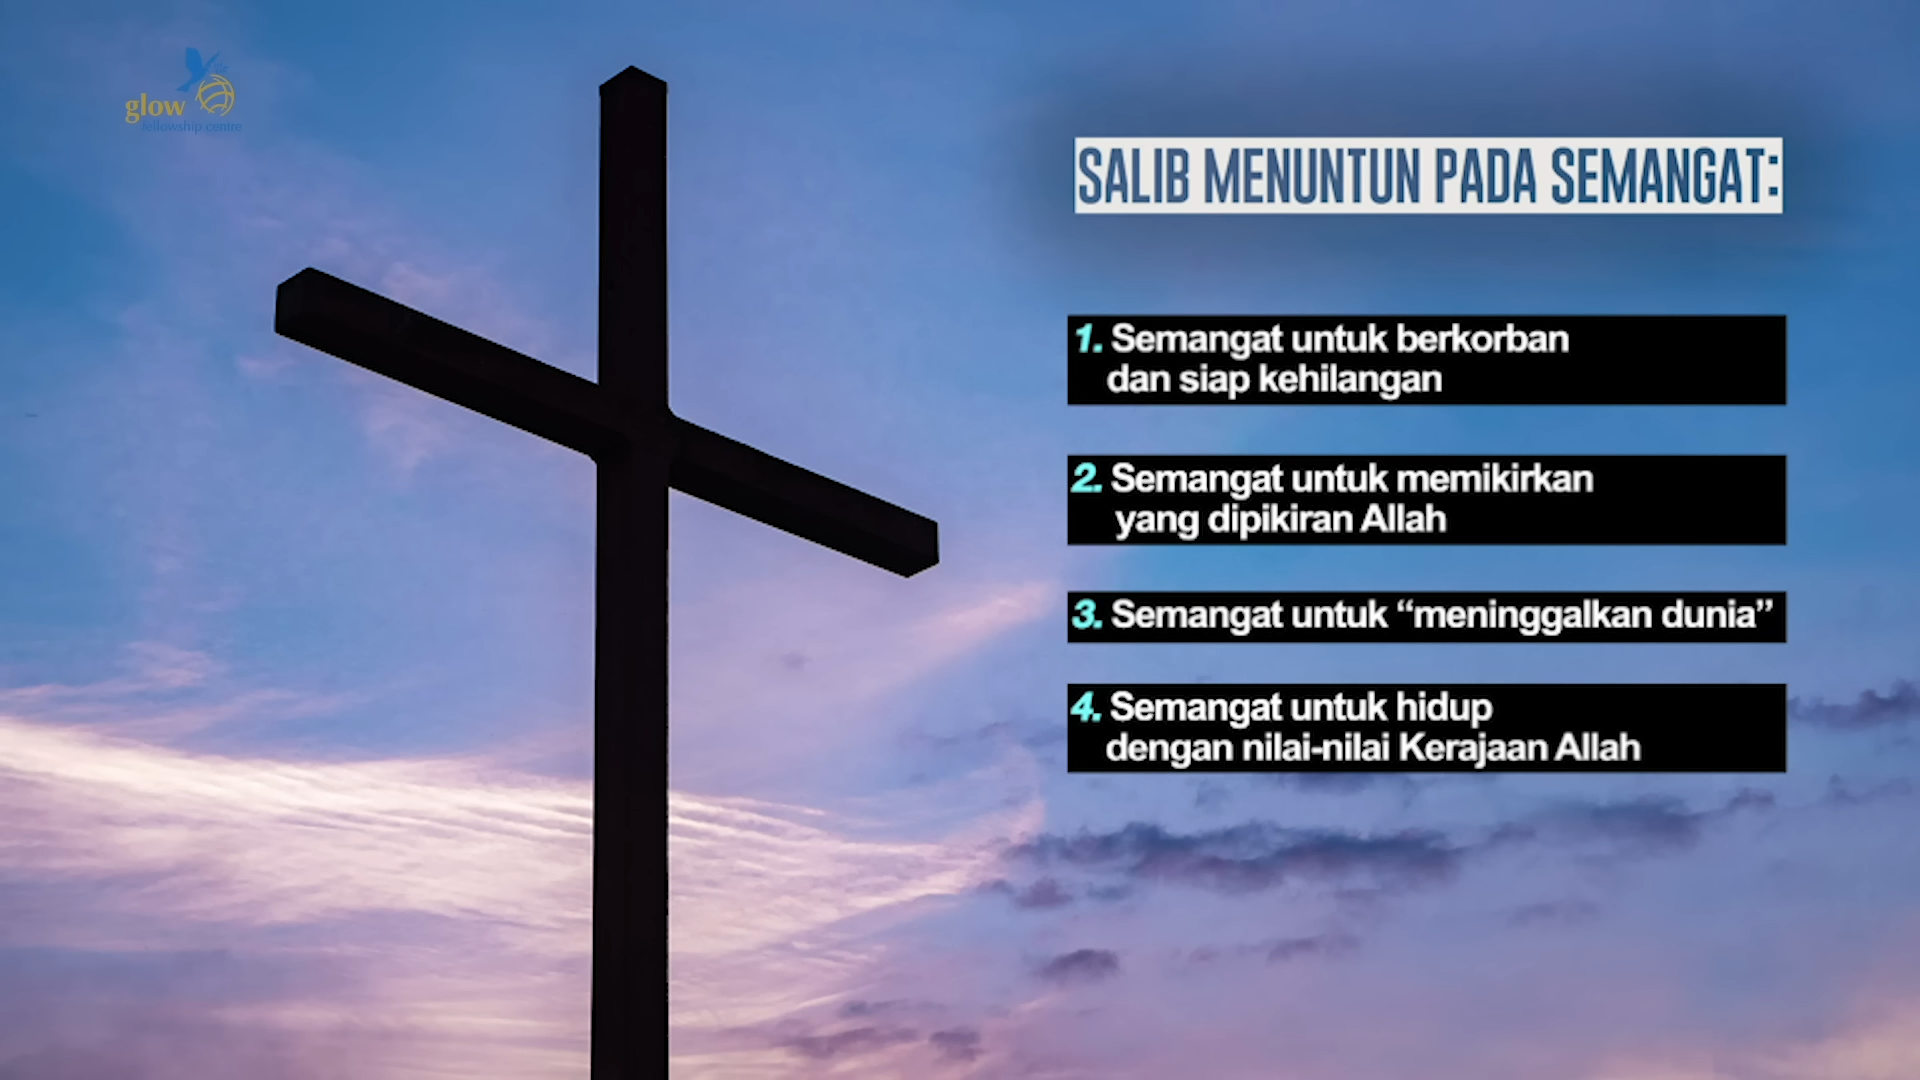 glow
fellowship centre
SALIB MENUNTUN PADA SEMANGAT:
1. Semangat untuk berkorban
dan siap kehilangan
2. Semangat untuk memikirkan
yang dipikiran Allah
3. Semangat untuk “meninggalkan dunia”
4. Semangat untuk hidup
dengan nilai-nilai Kerajaan Allah